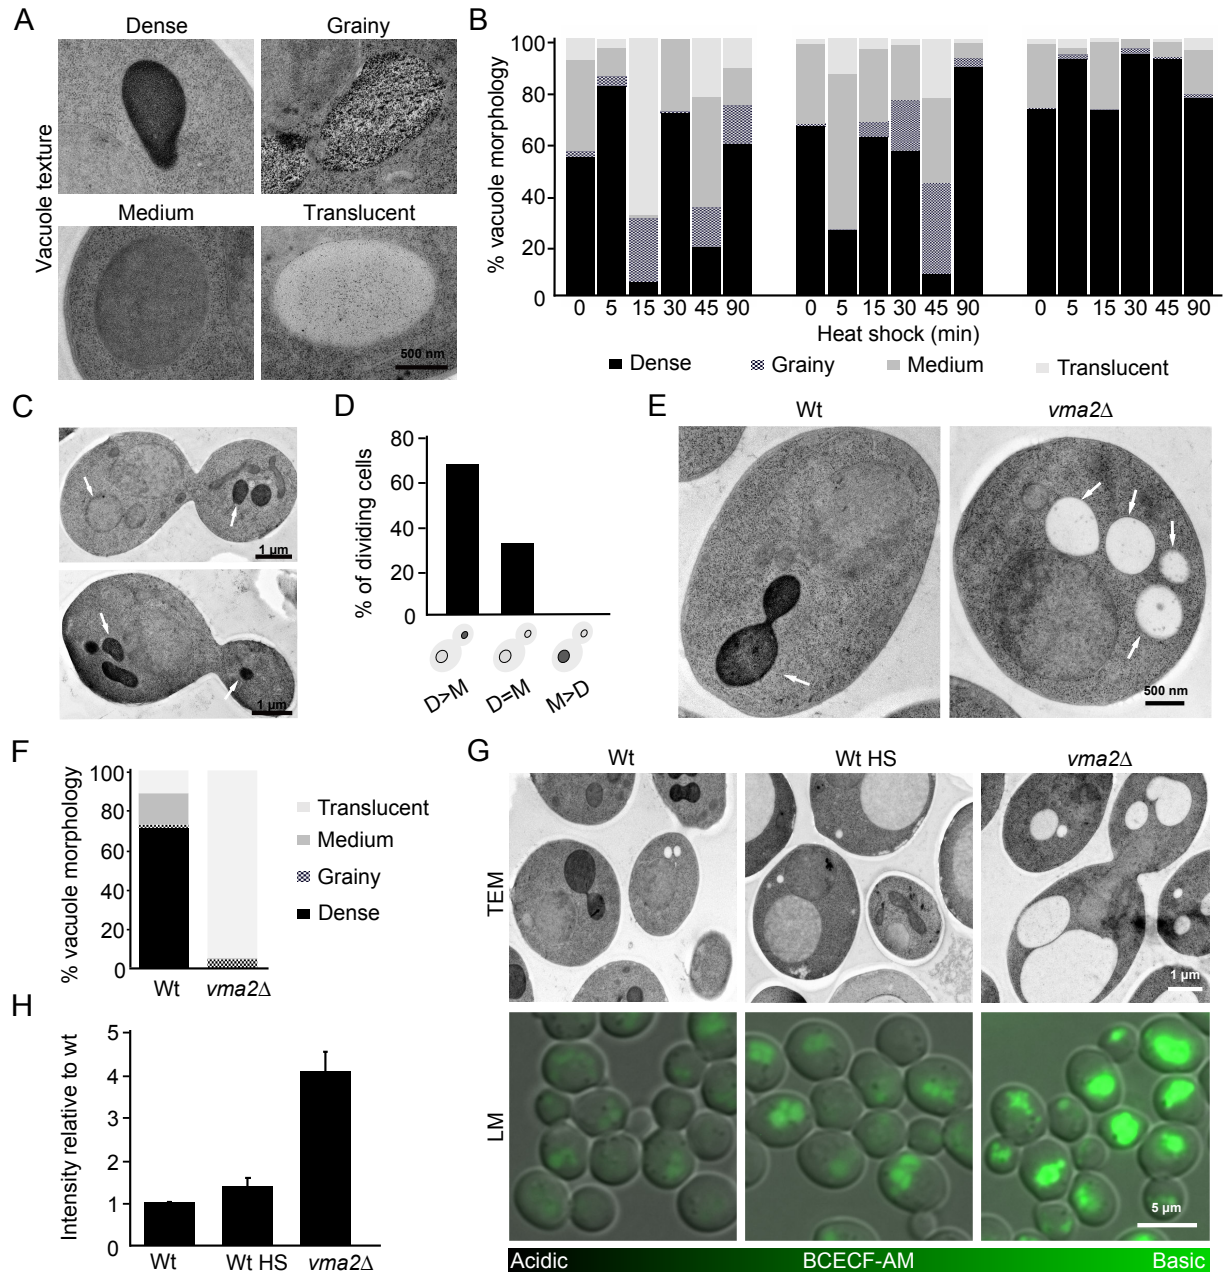 A
Dense
Grainy
Medium
Translucent
Vacuole texture
500 nm
B
% vacuole morphology
100
80
60
40
20
0
0 5 15 30 45 90
0 5 15 30 45 90
0 5 15 30 45 90
Heat shock (min)
Dense
Grainy
Medium
Translucent
C
1 µm
1 µm
D
% of dividing cells
80
60
40
20
0
D>M
D=M
M>D
E
Wt
vma2Δ
500 nm
F
% vacuole morphology
100
80
60
40
20
0
Wt
vma2Δ
Translucent
Medium
Grainy
Dense
G
Wt
Wt HS
vma2Δ
TEM
1 µm
LM
5 µm
Acidic
BCECF-AM
Basic
H
Intensity relative to wt
5
4
2
2
1
0
Wt
Wt HS
vma2Δ